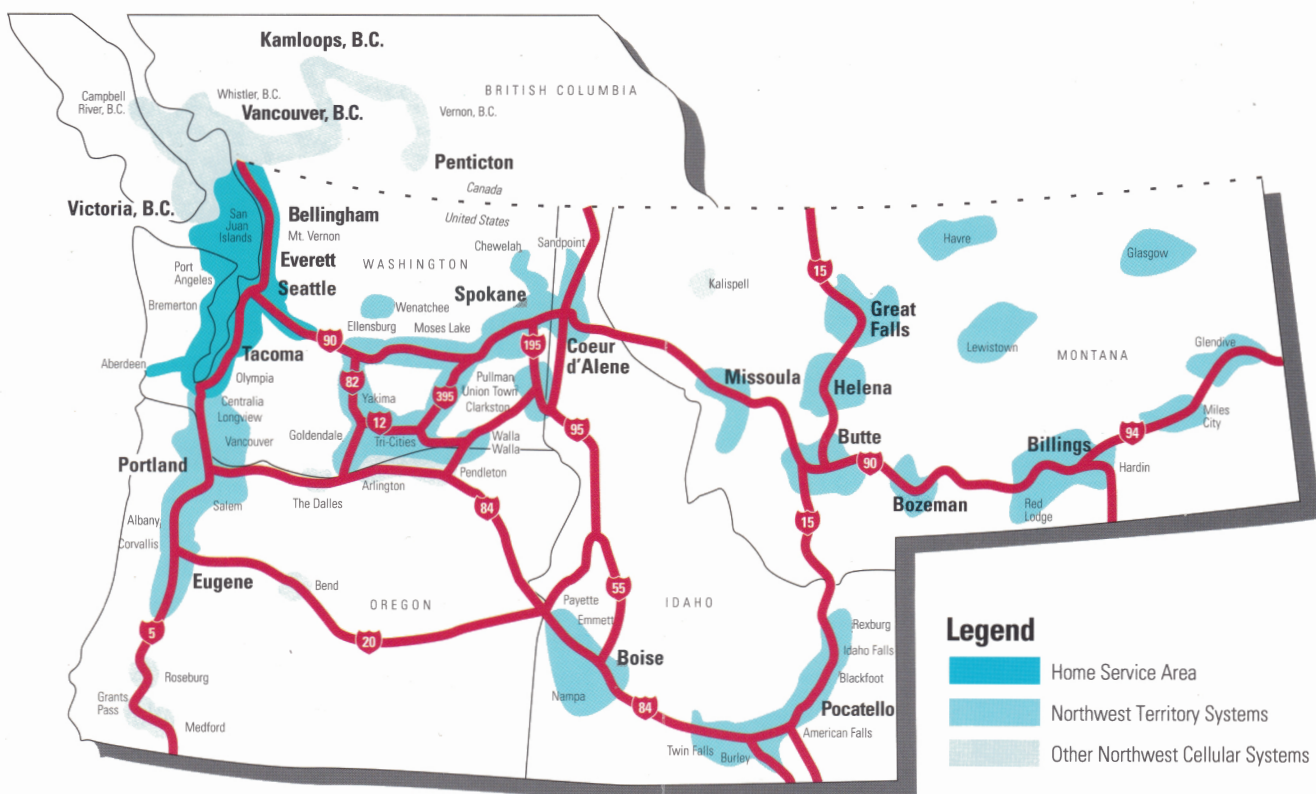 Kamloops, B.C.
Campbell
River, B.C.
Whistler, B.C.
Vancouver, B.C.
BRITISH COLUMBIA
Vernon, B.C.
Penticton
Canada
United States
Victoria, B.C.
San
Juan
Islands
Bellingham
Mt. Vernon
Port
Angeles
Everett
Seattle
Bremerton
WASHINGTON
Chewelah
Sandpoint
Spokane
Wenatchee
Ellensburg
Moses Lake
90
195
Coeur
d'Alene
Aberdeen
Tacoma
Olympia
82
Yakima
395
Pullman
Union Town
Clarkston
Centralia
Longview
12
Tri-Cities
Goldendale
Walla
Walla
Vancouver
Portland
Pendleton
Arlington
The Dalles
Salem
84
95
Albany
Corvallis
Eugene
Bend
OREGON
20
5
Roseburg
Grants
Pass
Medford
Payette
Emmett
55
IDAHO
Boise
Nampa
84
Twin Falls
Burley
Rexburg
Idaho Falls
Blackfoot
Pocatello
American Falls
15
Kalispell
15
Great
Falls
Havre
Glasgow
Lewistown
MONTANA
Glendive
Missoula
Helena
Butte
90
Bozeman
Billings
94
Miles
City
Hardin
Red
Lodge
Legend
Home Service Area
Northwest Territory Systems
Other Northwest Cellular Systems